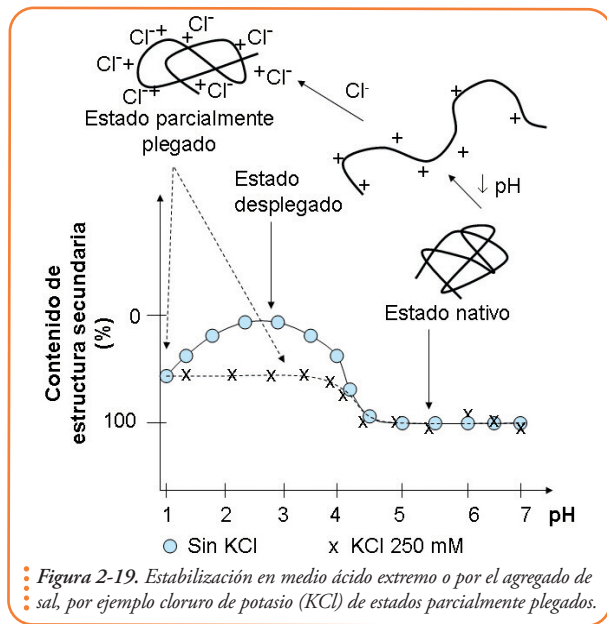 Cl⁻ Cl⁻
Cl⁻+ + + Cl⁻
Cl⁻+ +Cl⁻
Cl⁻+ + + Cl⁻
Cl⁻
Estado parcialmente
plegado
Cl⁻
+ + + + + + +
↓ pH
Estado
desplegado
Estado nativo
Contenido de
estructura secundaria
(%)
0
100
1 2 3 4 5 6 7 pH
Sin KCl x KCl 250 mM
Figura 2-19. Estabilización en medio ácido extremo o por el agregado de
sal, por ejemplo cloruro de potasio (KCl) de estados parcialmente plegados.